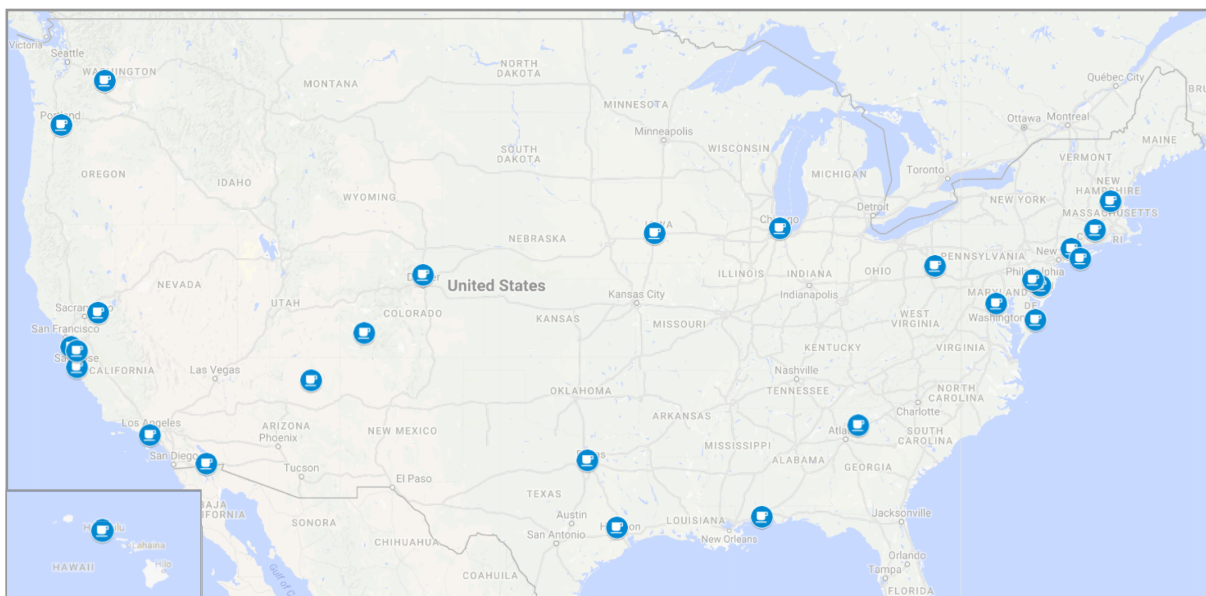 Victoria
Seattle
WASHINGTON
MONTANA
NORTH
DAKOTA
MINNESOTA
Minneapolis
SOUTH
DAKOTA
WISCONSIN
MICHIGAN
Toronto
Ottawa
Montreal
Québec City
MAINE
VERMONT
NEW
HAMPSHIRE
NEW YORK
MASSACHUSETTS
RI
OREGON
IDAHO
WYOMING
NEBRASKA
Detroit
PENNSYLVANIA
Philadelphia
OHIO
INDIANA
ILLINOIS
Indianapolis
MARYLAND
DE
Washington
NEVADA
UTAH
COLORADO
United States
Kansas City
KANSAS
MISSOURI
WEST
VIRGINIA
VIRGINIA
KENTUCKY
San Francisco
CALIFORNIA
Las Vegas
Nashville
TENNESSEE
NORTH
CAROLINA
Charlotte
OKLAHOMA
ARKANSAS
Los Angeles
ARIZONA
Phoenix
NEW MEXICO
MISSISSIPPI
ALABAMA
GEORGIA
SOUTH
CAROLINA
San Diego
Tucson
El Paso
TEXAS
Austin
San Antonio
LOUISIANA
New Orleans
Jacksonville
Orlando
Tampa
FLORIDA
SONORA
CHIHUAHUA
COAHUILA
Lahaina
Hilo
HAWAII